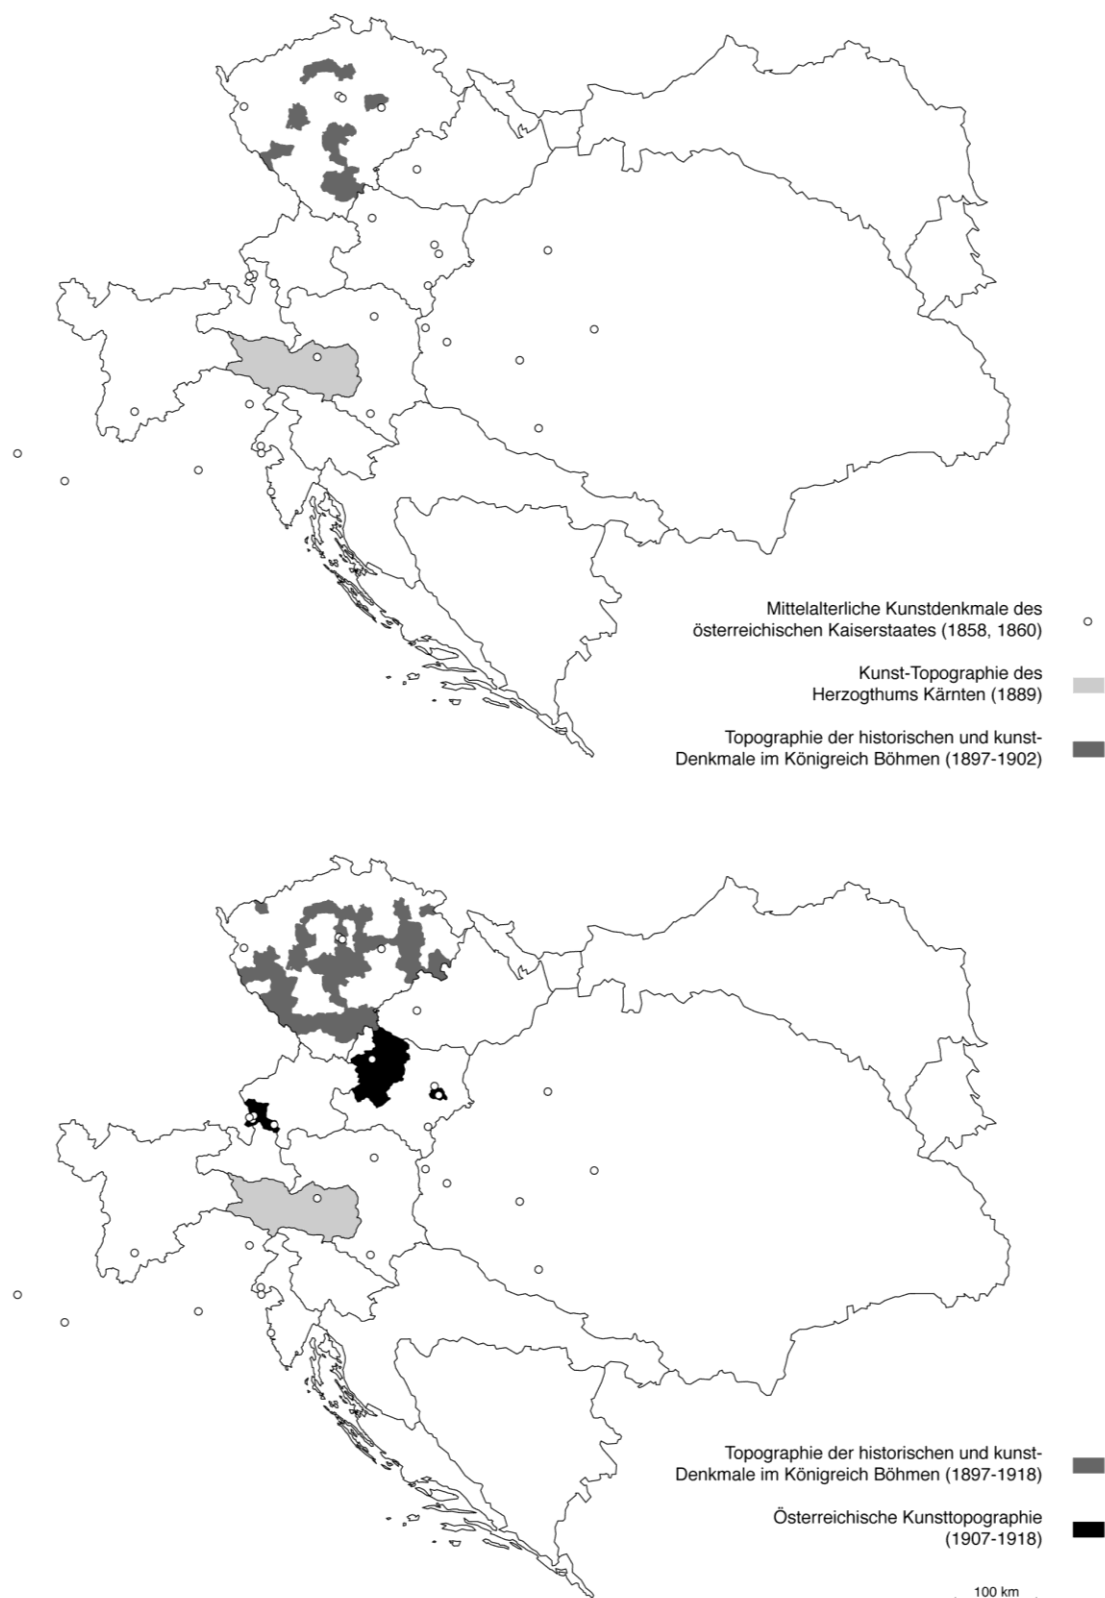 Mittelalterliche Kunstdenkmale des
österreichischen Kaiserstaates (1858, 1860)
Kunst-Topographie des
Herzogthums Kärnten (1889)
Topographie der historischen und kunst-
Denkmale im Königreich Böhmen (1897-1902)
Topographie der historischen und kunst-
Denkmale im Königreich Böhmen (1897-1918)
Österreichische Kunsttopographie
(1907-1918)
100 km